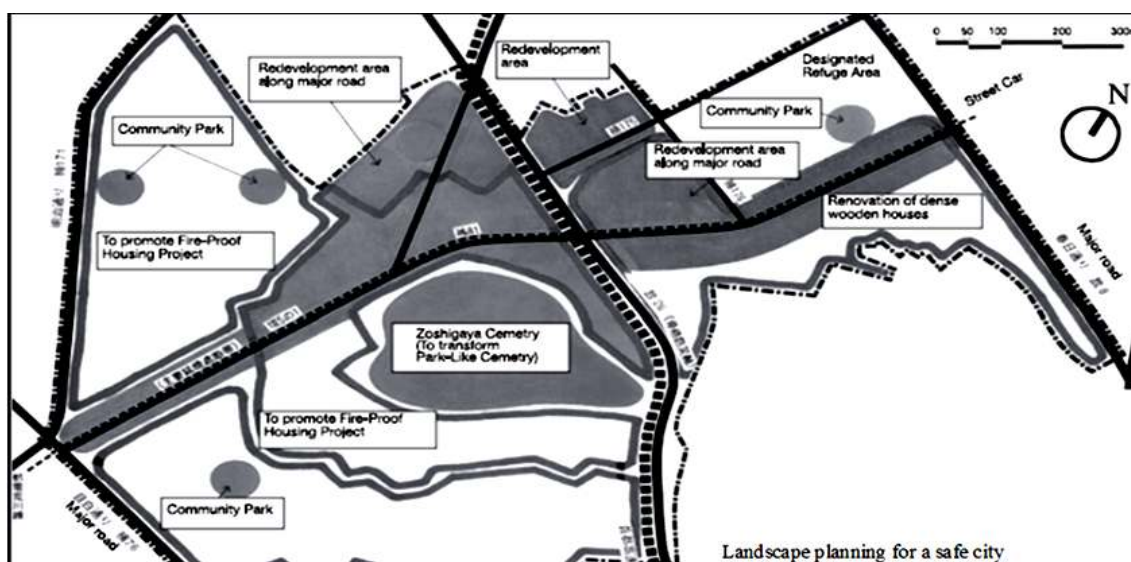 0 50 100 200 300
N
Redevelopment area
along major road
Redevelopment
area
Designated
Refuge Area
Street Car
Community Park
Community Park
Redevelopment area
along major road
Renovation of dense
wooden houses
To promote Fire-Proof
Housing Project
Major road
Zoshigaya Cemetry
(To transform
Park-Like Cemetry)
To promote Fire-Proof
Housing Project
Community Park
Major road
Landscape planning for a safe city